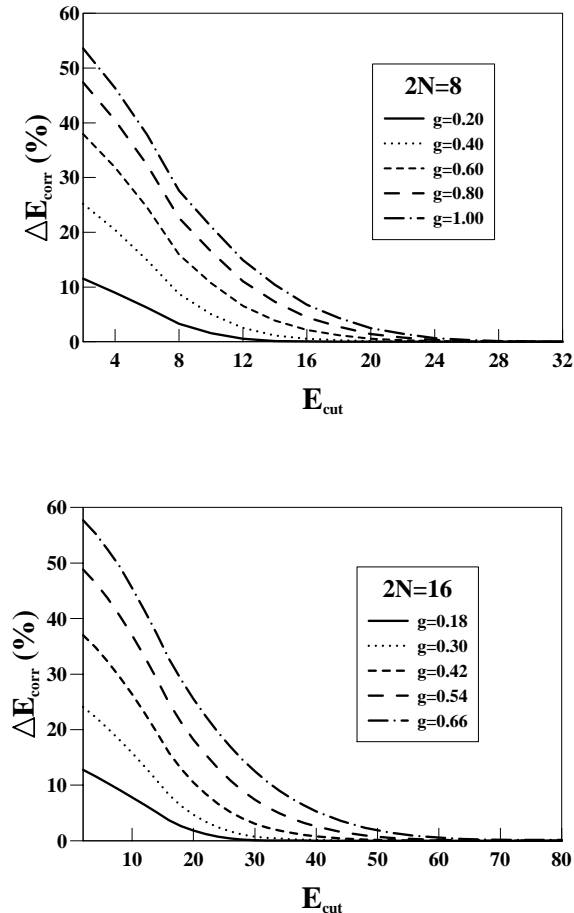 60
50
40
30
20
10
0
△E_corr (%)
2N=8
g=0.20
g=0.40
g=0.60
g=0.80
g=1.00
4 8 12 16 20 24 28 32
E_cut
60
50
40
30
20
10
0
△E_corr (%)
2N=16
g=0.18
g=0.30
g=0.42
g=0.54
g=0.66
10 20 30 40 50 60 70 80
E_cut